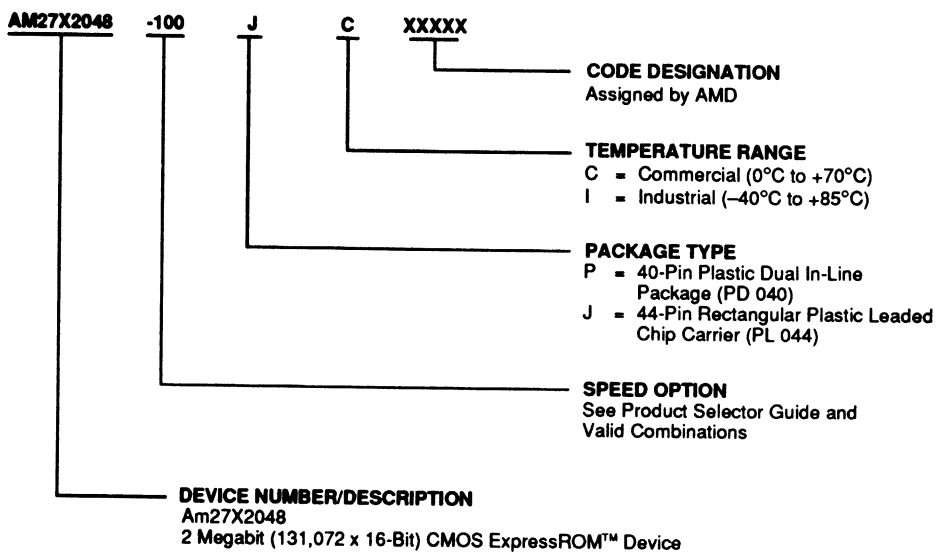 AM27X2048 -100 J C XXXXX
CODE DESIGNATION
Assigned by AMD
TEMPERATURE RANGE
C = Commercial (0°C to +70°C)
I = Industrial (–40°C to +85°C)
PACKAGE TYPE
P = 40-Pin Plastic Dual In-Line
Package (PD 040)
J = 44-Pin Rectangular Plastic Leaded
Chip Carrier (PL 044)
SPEED OPTION
See Product Selector Guide and
Valid Combinations
DEVICE NUMBER/DESCRIPTION
Am27X2048
2 Megabit (131,072 x 16-Bit) CMOS ExpressROM™ Device